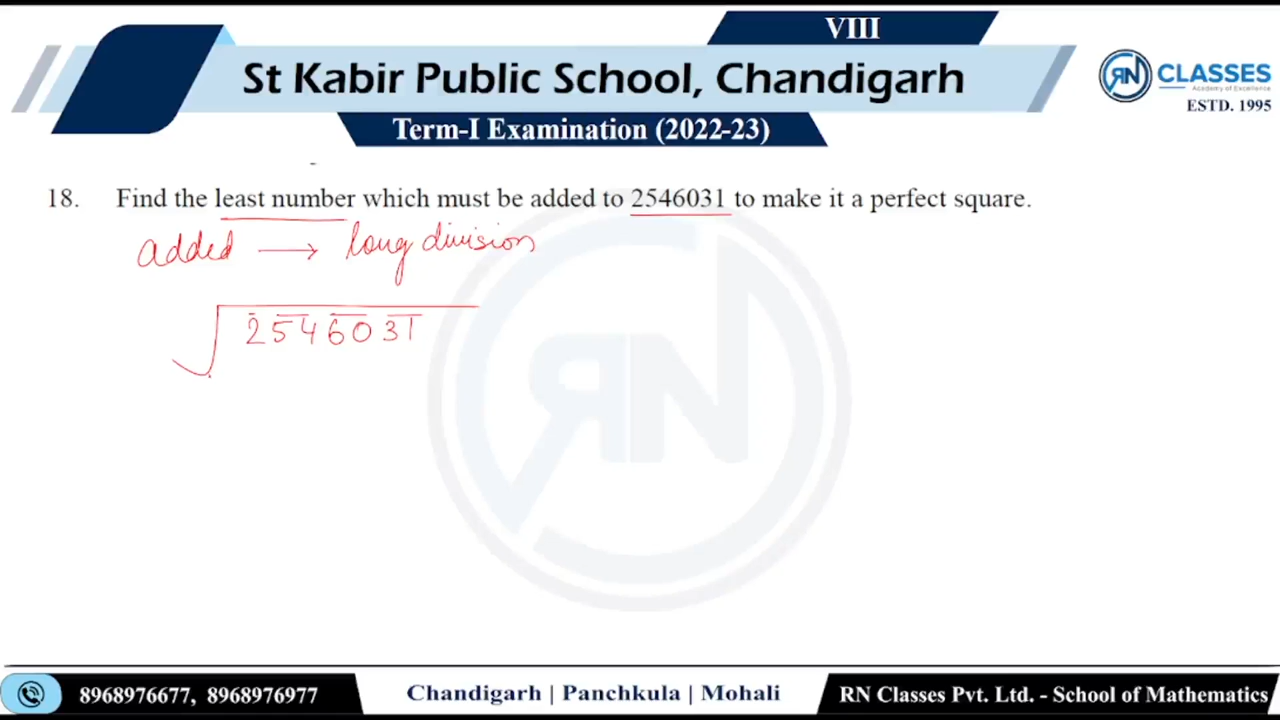 VIII
St Kabir Public School, Chandigarh
RN CLASSES
Academy of Excellence
ESTD. 1995
Term-I Examination (2022-23)
18. Find the least number which must be added to 2546031 to make it a perfect square.
added → long division
2546031
RN
8968976677, 8968976977
Chandigarh | Panchkula | Mohali
RN Classes Pvt. Ltd. - School of Mathematics